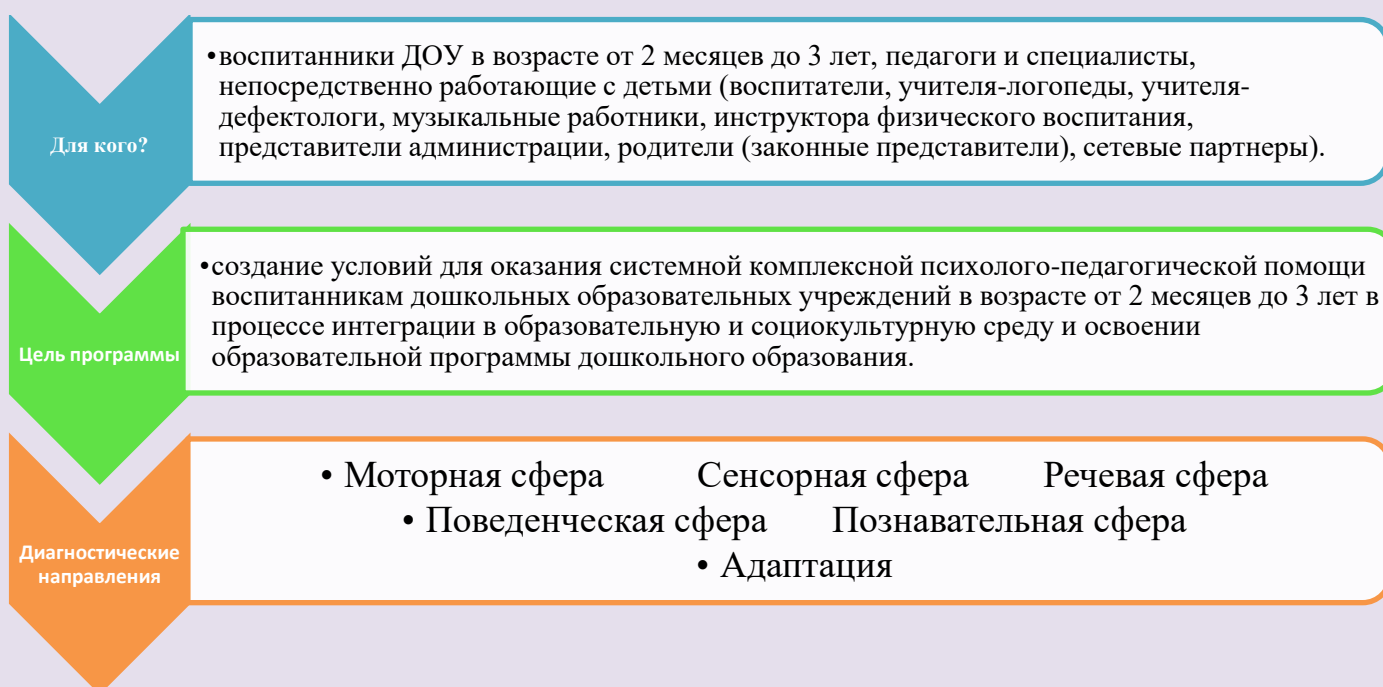 Для кого?
•воспитанники ДОУ в возрасте от 2 месяцев до 3 лет, педагоги и специалисты,
непосредственно работающие с детьми (воспитатели, учителя-логопеды, учителя-
дефектологи, музыкальные работники, инструктора физического воспитания,
представители администрации, родители (законные представители), сетевые партнеры).
Цель программы
•создание условий для оказания системной комплексной психолого-педагогической помощи
воспитанникам дошкольных образовательных учреждений в возрасте от 2 месяцев до 3 лет в
процессе интеграции в образовательную и социокультурную среду и освоении
образовательной программы дошкольного образования.
Диагностические
направления
• Моторная сфера Сенсорная сфера Речевая сфера
• Поведенческая сфера Познавательная сфера
• Адаптация